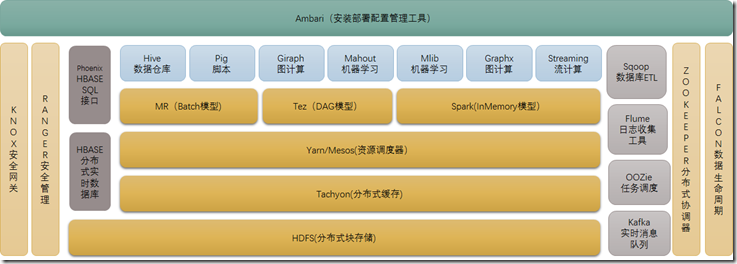 Ambari（安装部署配置管理工具）
KNOX安全网关
RANGER安全管理
Phoenix
HBASE
SQL
接口
HBASE
分布
式实
时数
据库
Hive
数据仓库
Pig
脚本
Giraph
图计算
Mahout
机器学习
Mlib
机器学习
Graphx
图计算
Streaming
流计算
MR（Batch模型）
Tez（DAG模型）
Spark(InMemory模型）
Yarn/Mesos(资源调度器）
Tachyon(分布式缓存）
HDFS(分布式块存储）
Sqoop
数据库ETL
Flume
日志收集
工具
OOZie
任务调度
Kafka
实时消息
队列
ZOOKEEPER分布式协调器
FALCON数据生命周期